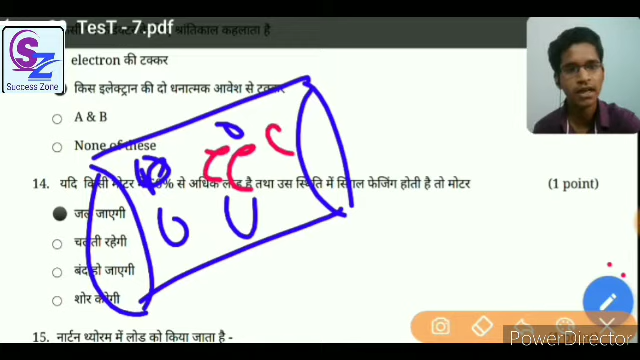 TesT - 7.pdf
श्रांतिकाल कहलाता है
SZ
Success Zone
electron की टक्कर
किस इलेक्ट्रान की दो धनात्मक आवेश से टक्कर
A & B
None of these
14. यदि किसी मोटर से अधिक लोड है तथा उस स्थिति में सिंगल फेजिंग होती है तो मोटर (1 point)
जल जाएगी
चलती रहेगी
बंद हो जाएगी
शोर करेगी
15. नार्टन थ्योरम में लोड को किया जाता है -
PowerDirector